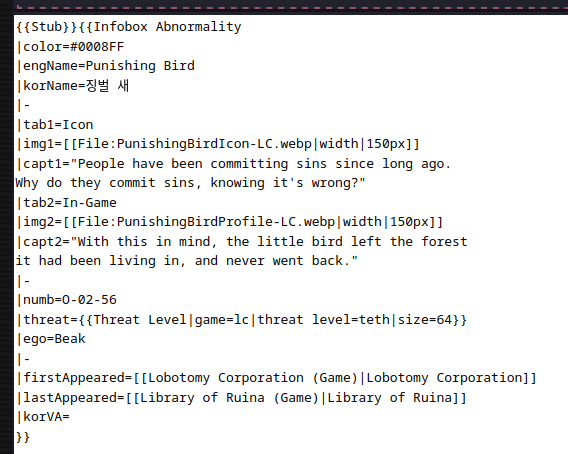 {{Stub}}{{Infobox Abnormality
|color=#0008FF
|engName=Punishing Bird
|korName=징벌 새
|-
|tab1=Icon
|img1=[[File:PunishingBirdIcon-LC.webp|width|150px]]
|capt1="People have been committing sins since long ago.
Why do they commit sins, knowing it's wrong?"
|tab2=In-Game
|img2=[[File:PunishingBirdProfile-LC.webp|width|150px]]
|capt2="With this in mind, the little bird left the forest
it had been living in, and never went back."
|-
|numb=O-02-56
|threat={{Threat Level|game=lc|threat level=teth|size=64}}
|ego=Beak
|-
|firstAppeared=[[Lobotomy Corporation (Game)|Lobotomy Corporation]]
|lastAppeared=[[Library of Ruina (Game)|Library of Ruina]]
|korVA=
}}